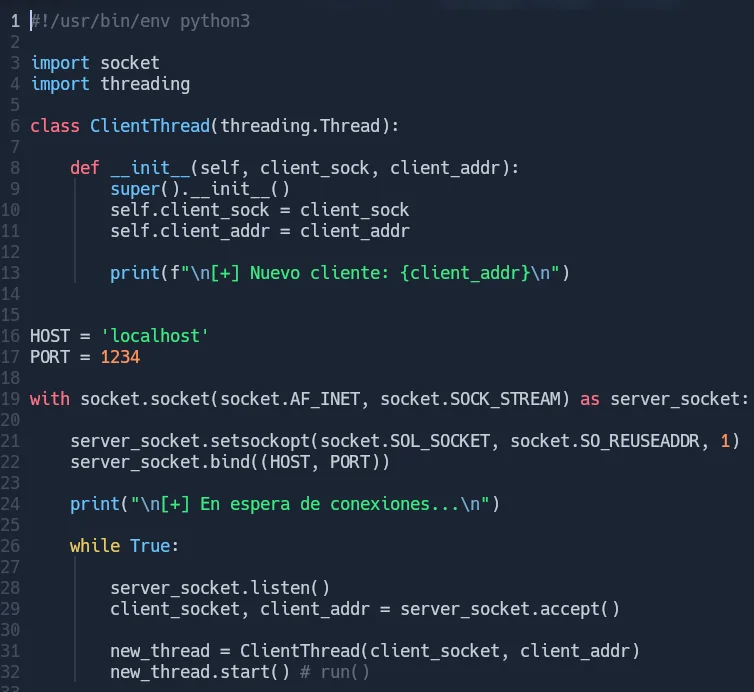 1 #!/usr/bin/env python3
2
3 import socket
4 import threading
5
6 class ClientThread(threading.Thread):
7
8     def __init__(self, client_sock, client_addr):
9         super().__init__()
10         self.client_sock = client_sock
11         self.client_addr = client_addr
12
13         print(f"\n[+] Nuevo cliente: {client_addr}\n")
14
15
16 HOST = 'localhost'
17 PORT = 1234
18
19 with socket.socket(socket.AF_INET, socket.SOCK_STREAM) as server_socket:
20
21     server_socket.setsockopt(socket.SOL_SOCKET, socket.SO_REUSEADDR, 1)
22     server_socket.bind((HOST, PORT))
23
24     print("\n[+] En espera de conexiones...\n")
25
26     while True:
27
28         server_socket.listen()
29         client_socket, client_addr = server_socket.accept()
30
31         new_thread = ClientThread(client_socket, client_addr)
32         new_thread.start() # run()
33